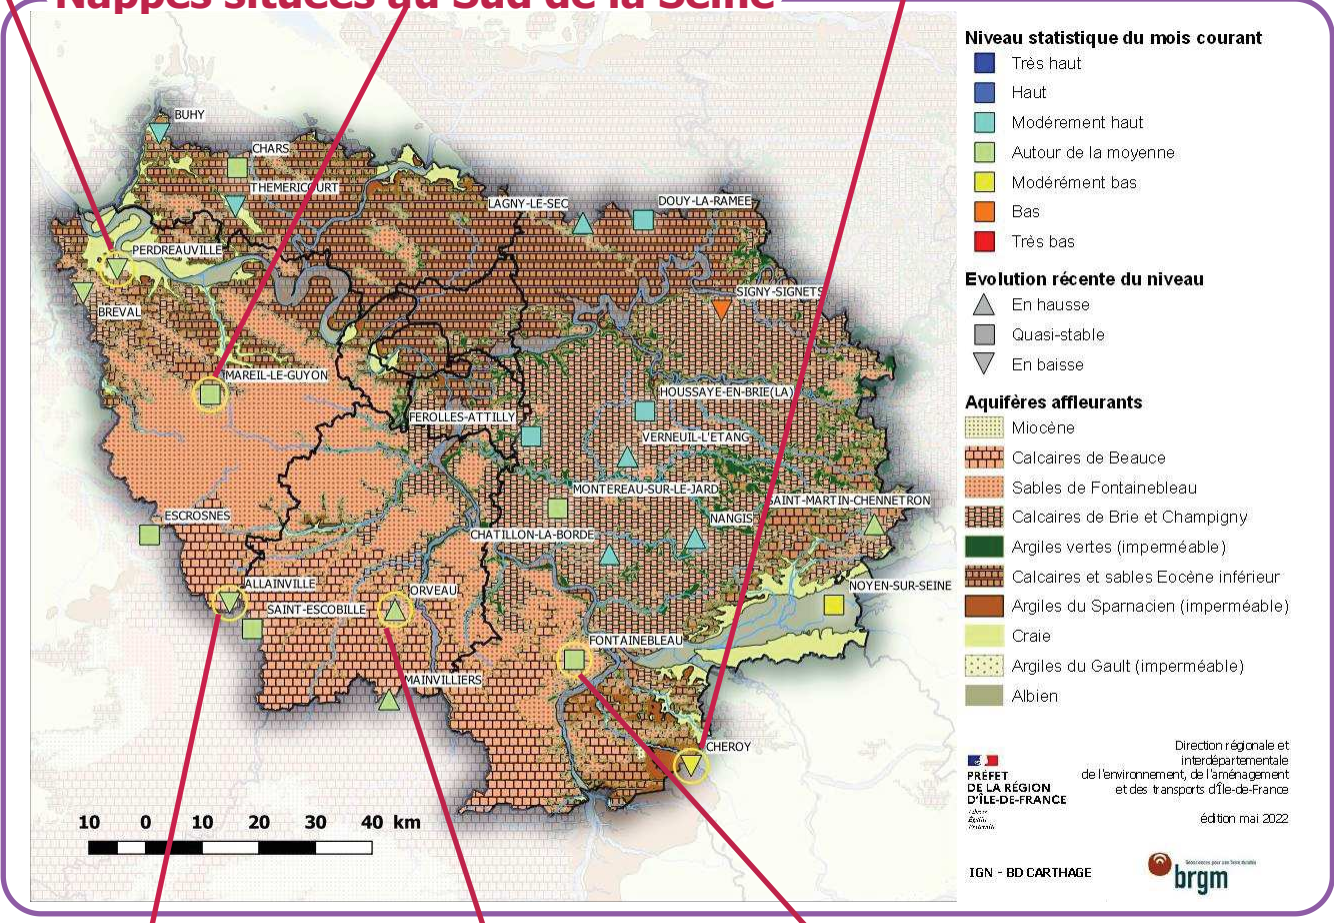 Nappes situées au Sud de la Seine
BUHY
CHARS
THEMERICOURT
LAGNY-LE-SEC
DOUY-LA-RAMEE
PERDREAUVILLE
SIGNY-SIGNETS
BREVAL
MAREIL-LE-GUYON
HOUSSAYE-EN-BRIE(LA)
FEROLLES-ATTILLY
VERNEUIL-L'ETANG
MONTEREAU-SUR-LE-JARD
SAINT-MARTIN-CHENNETRON
ESCROSNES
NANGIS
CHATILLON-LA-BORDE
ALLAINVILLE
ORVEAU
NOYEN-SUR-SEINE
SAINT-ESCOBILLE
FONTAINEBLEAU
MAINVILLIERS
CHEROY
10 0 10 20 30 40 km
Niveau statistique du mois courant
Très haut
Haut
Modérement haut
Autour de la moyenne
Modérément bas
Bas
Très bas
Evolution récente du niveau
En hausse
Quasi-stable
En baisse
Aquifères affleurants
Miocène
Calcaires de Beauce
Sables de Fontainebleau
Calcaires de Brie et Champigny
Argiles vertes (imperméable)
Calcaires et sables Eocène inférieur
Argiles du Sparnacien (imperméable)
Craie
Argiles du Gault (imperméable)
Albien
PRÉFET
DE LA RÉGION
D'ÎLE-DE-FRANCE
Direction régionale et
interdépartementale
de l'environnement, de l'aménagement
et des transports d'Île-de-France
édition mai 2022
IGN - BD CARTHAGE
brgm